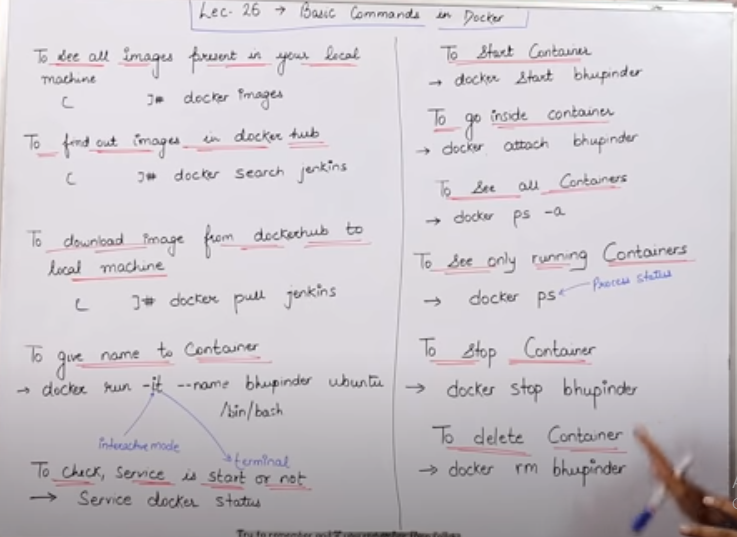 Lec-26 → Basic Commands in Docker
To see all images present in your local
machine
[ ]# docker images
To find out images in docker hub
[ ]# docker search jenkins
To download image from dockerhub to
local machine
[ ]# docker pull jenkins
To give name to Container
→ docker run -it --name bhupinder ubuntu
/bin/bash
interactive mode
terminal
To check, service is start or not
→ Service docker status
To Start Container
→ docker start bhupinder
To go inside container
→ docker attach bhupinder
To see all Containers
→ docker ps -a
To see only running Containers
→ docker ps
Process status
To Stop Container
→ docker stop bhupinder
To delete Container
→ docker rm bhupinder
Try to remember